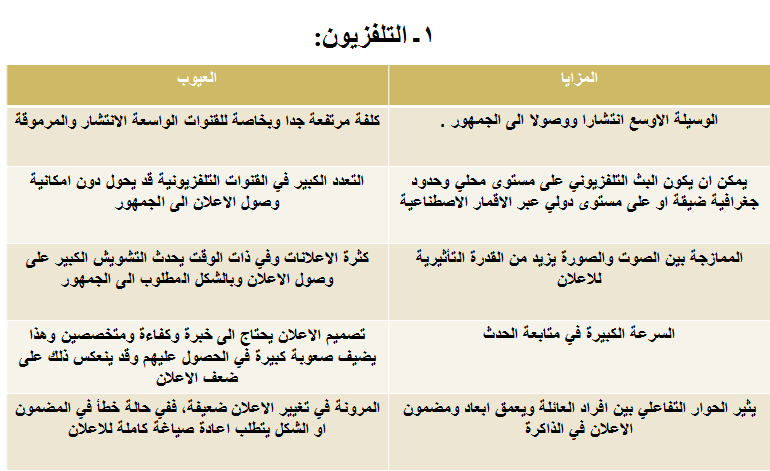 ١ـ التلفزيون:
المزايا
العيوب
الوسيلة الاوسع انتشارا ووصولا الى الجمهور .
كلفة مرتفعة جدا وبخاصة للقنوات الواسعة الانتشار والمرموقة
يمكن ان يكون البث التلفزيوني على مستوى محلي وحدود
جغرافية ضيقة او على مستوى دولي عبر الاقمار الاصطناعية
التعدد الكبير في القنوات التلفزيونية قد يحول دون امكانية
وصول الاعلان الى الجمهور
الممازجة بين الصوت والصورة يزيد من القدرة التأثيرية
للاعلان
كثرة الاعلانات وفي ذات الوقت يحدث التشويش الكبير على
وصول الاعلان وبالشكل المطلوب الى الجمهور
السرعة الكبيرة في متابعة الحدث
تصميم الاعلان يحتاج الى خبرة وكفاءة ومتخصصين وهذا
يضيف صعوبة كبيرة في الحصول عليهم وقد ينعكس ذلك على
ضعف الاعلان
يثير الحوار التفاعلي بين افراد العائلة ويعمق ابعاد ومضمون
الاعلان في الذاكرة
المرونة في تغيير الاعلان ضعيفة، ففي حالة خطأ في المضمون
او الشكل يتطلب اعادة صياغة كاملة للاعلان